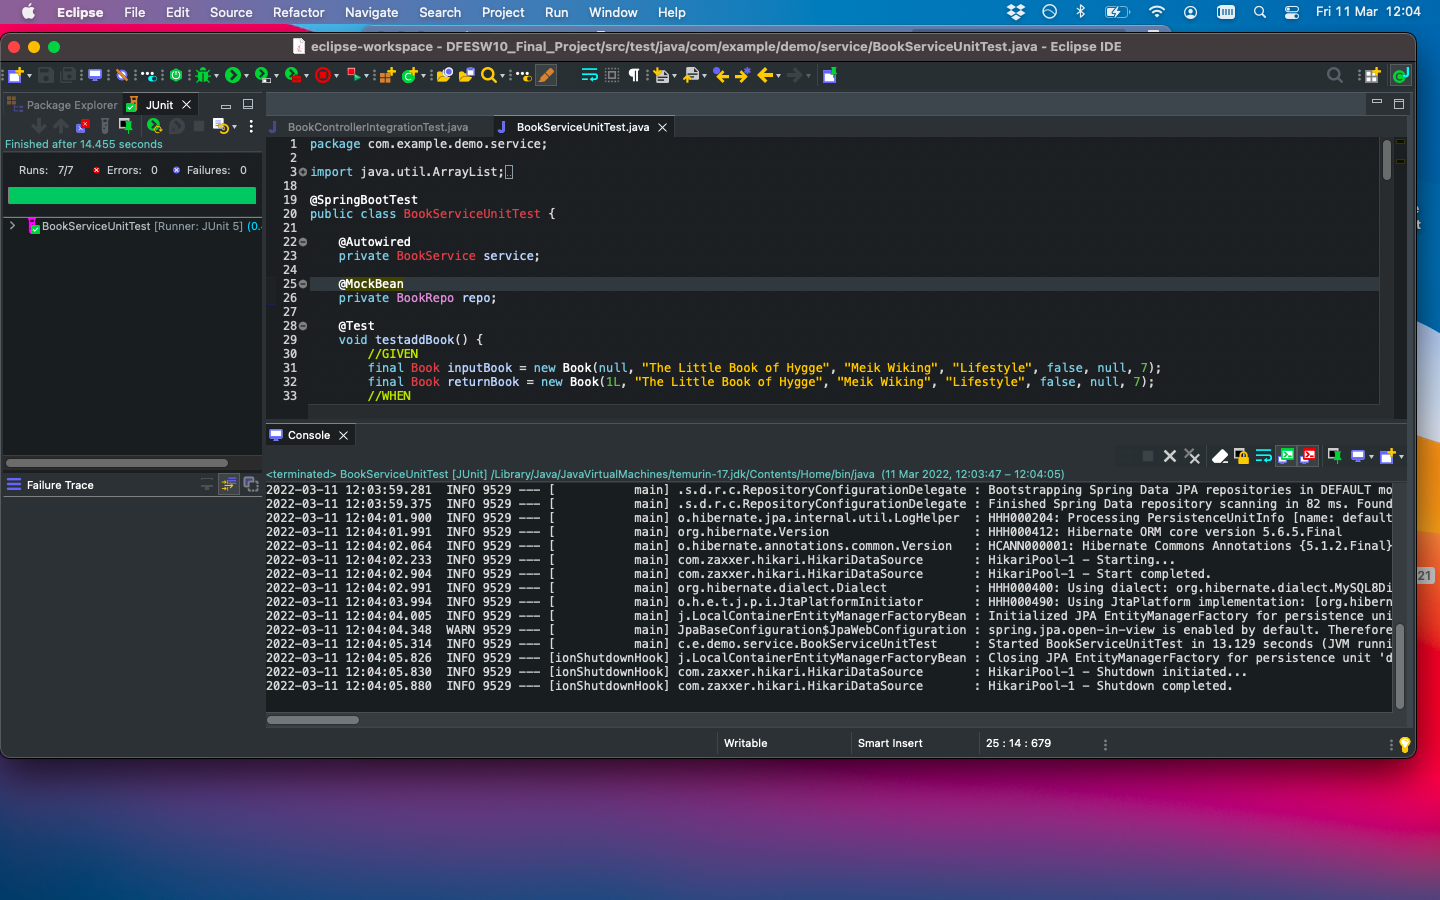 Eclipse File Edit Source Refactor Navigate Search Project Run Window Help Fri 11 Mar 12:04
eclipse-workspace - DFESW10_Final_Project/src/test/java/com/example/demo/service/BookServiceUnitTest.java - Eclipse IDE
Package Explorer JUnit
Finished after 14.455 seconds
Runs: 7/7 Errors: 0 Failures: 0
BookServiceUnitTest [Runner: JUnit 5] (0.
Failure Trace
BookControllerIntegrationTest.java BookServiceUnitTest.java
1 package com.example.demo.service;
2
3 import java.util.ArrayList;
18
19 @SpringBootTest
20 public class BookServiceUnitTest {
21
22 @Autowired
23 private BookService service;
24
25 @MockBean
26 private BookRepo repo;
27
28 @Test
29 void testaddBook() {
30 //GIVEN
31 final Book inputBook = new Book(null, "The Little Book of Hygge", "Meik Wiking", "Lifestyle", false, null, 7);
32 final Book returnBook = new Book(1L, "The Little Book of Hygge", "Meik Wiking", "Lifestyle", false, null, 7);
33 //WHEN
Console
<terminated> BookServiceUnitTest [JUnit] /Library/Java/JavaVirtualMachines/temurin-17.jdk/Contents/Home/bin/java (11 Mar 2022, 12:03:47 – 12:04:05)
2022-03-11 12:03:59.281 INFO 9529 --- [ main] .s.d.r.c.RepositoryConfigurationDelegate : Bootstrapping Spring Data JPA repositories in DEFAULT mo
2022-03-11 12:03:59.375 INFO 9529 --- [ main] .s.d.r.c.RepositoryConfigurationDelegate : Finished Spring Data repository scanning in 82 ms. Found
2022-03-11 12:04:01.900 INFO 9529 --- [ main] o.hibernate.jpa.internal.util.LogHelper : HHH000204: Processing PersistenceUnitInfo [name: default
2022-03-11 12:04:01.991 INFO 9529 --- [ main] org.hibernate.Version : HHH000412: Hibernate ORM core version 5.6.5.Final
2022-03-11 12:04:02.064 INFO 9529 --- [ main] o.hibernate.annotations.common.Version : HCANN000001: Hibernate Commons Annotations {5.1.2.Final}
2022-03-11 12:04:02.233 INFO 9529 --- [ main] com.zaxxer.hikari.HikariDataSource : HikariPool-1 - Starting...
2022-03-11 12:04:02.904 INFO 9529 --- [ main] com.zaxxer.hikari.HikariDataSource : HikariPool-1 - Start completed.
2022-03-11 12:04:02.991 INFO 9529 --- [ main] org.hibernate.dialect.Dialect : HHH000400: Using dialect: org.hibernate.dialect.MySQL8Di
2022-03-11 12:04:03.994 INFO 9529 --- [ main] o.h.e.t.j.p.i.JtaPlatformInitiator : HHH000490: Using JtaPlatform implementation: [org.hibern
2022-03-11 12:04:04.005 INFO 9529 --- [ main] j.LocalContainerEntityManagerFactoryBean : Initialized JPA EntityManagerFactory for persistence uni
2022-03-11 12:04:04.348 WARN 9529 --- [ main] JpaBaseConfiguration$JpaWebConfiguration : spring.jpa.open-in-view is enabled by default. Therefore
2022-03-11 12:04:05.314 INFO 9529 --- [ main] c.e.demo.service.BookServiceUnitTest : Started BookServiceUnitTest in 13.129 seconds (JVM runni
2022-03-11 12:04:05.826 INFO 9529 --- [ionShutdownHook] j.LocalContainerEntityManagerFactoryBean : Closing JPA EntityManagerFactory for persistence unit 'd
2022-03-11 12:04:05.830 INFO 9529 --- [ionShutdownHook] com.zaxxer.hikari.HikariDataSource : HikariPool-1 - Shutdown initiated...
2022-03-11 12:04:05.880 INFO 9529 --- [ionShutdownHook] com.zaxxer.hikari.HikariDataSource : HikariPool-1 - Shutdown completed.
Writable Smart Insert 25 : 14 : 679
21